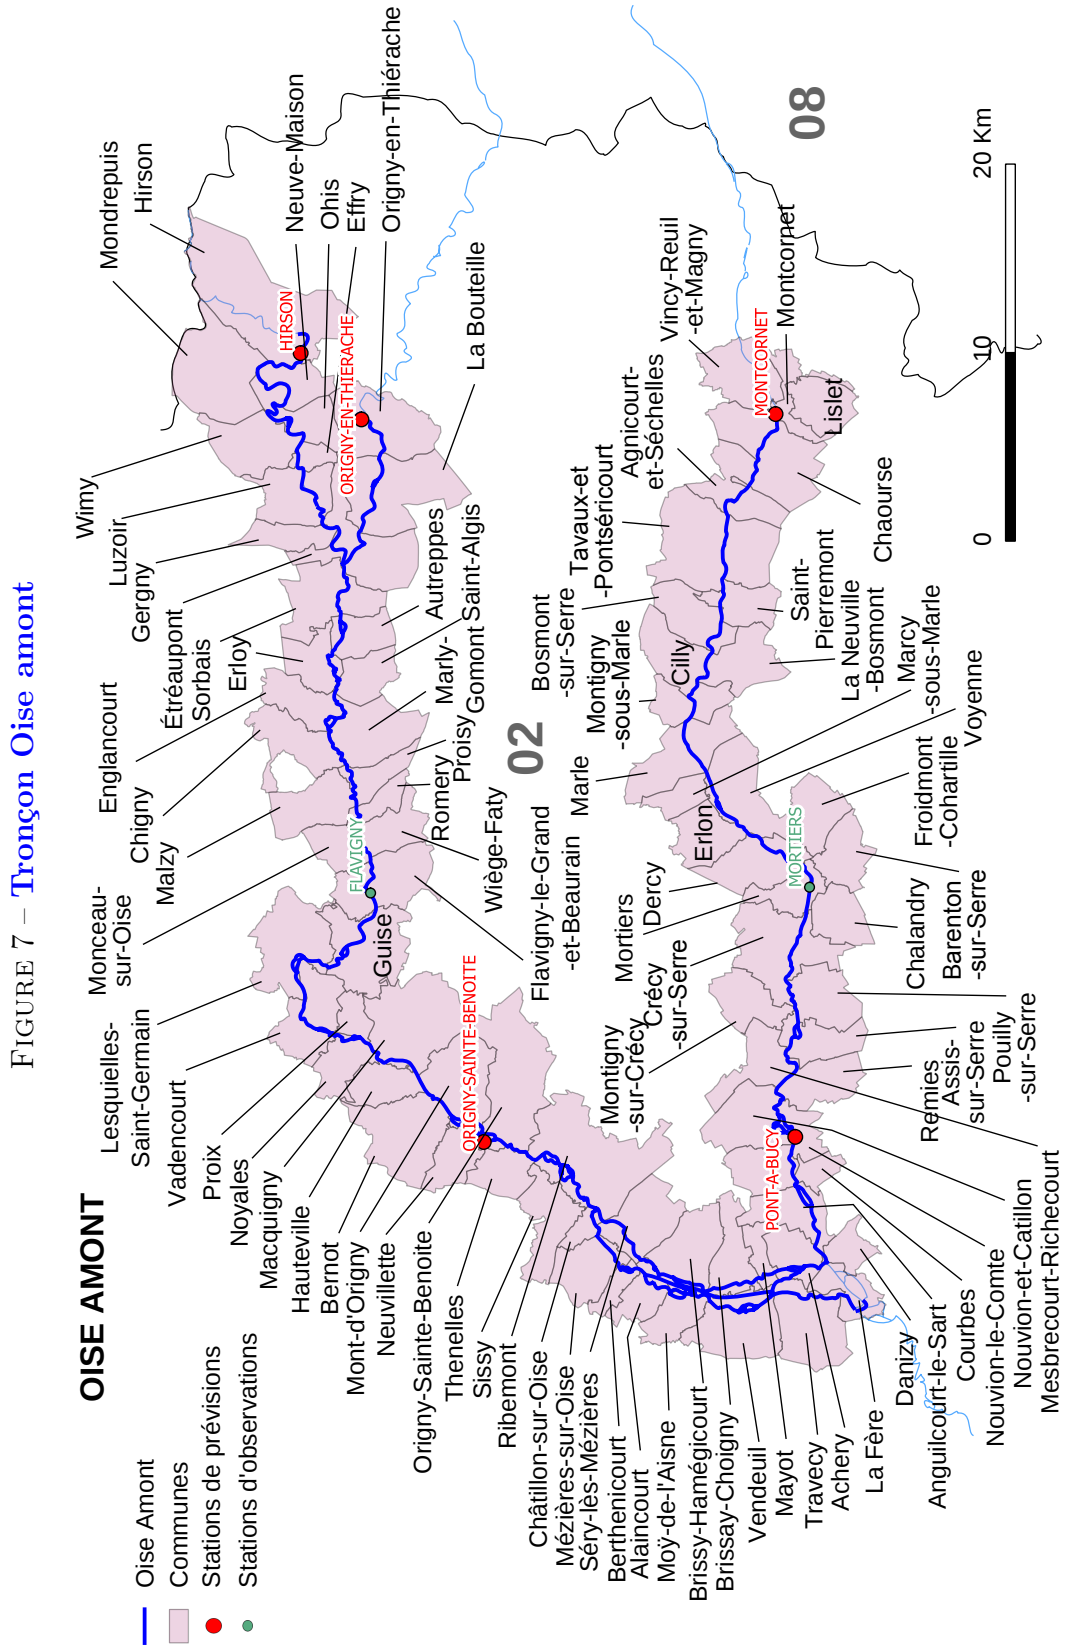 FIGURE 7 – Tronçon Oise amont
OISE AMONT
Oise Amont
Communes
Stations de prévisions
Stations d'observations
Mondrepuis
Hirson
Neuve-Maison
Ohis
Effry
Origny-en-Thiérache
La Bouteille
HIRSON
ORIGNY-EN-THIERACHE
Wimy
Luzoir
Gergny
Étréaupont
Sorbais
Erloy
Englancourt
Chigny
Malzy
Monceau-
sur-Oise
Lesquielles-
Saint-Germain
Vadencourt
Proix
Noyales
Macquigny
Hauteville
Bernot
Mont-d'Origny
Neuvillette
Origny-Sainte-Benoite
Thenelles
Sissy
Ribemont
Châtillon-sur-Oise
Mézières-sur-Oise
Séry-lès-Mézières
Berthenicourt
Alaincourt
Moÿ-de-l'Aisne
Brissy-Hamégicourt
Brissay-Choigny
Vendeuil
Mayot
Travecy
Achery
La Fère
Danizy
Anguilcourt-le-Sart
Courbes
Nouvion-le-Comte
Nouvion-et-Catillon
Mesbrecourt-Richecourt
Autreppes
Saint-Algis
Marly-
Gomont
Proisy
Romery
Wiège-Faty
Flavigny-le-Grand
-et-Beaurain
FLAVIGNY
Guise
ORIGNY-SAINTE-BENOITE
02
08
Vincy-Reuil
-et-Magny
Montcornet
MONTCORNET
Lislet
Agnicourt-
et-Séchelles
Tavaux-et
-Pontséricourt
Chaourse
Bosmont
-sur-Serre
Saint-
Pierremont
Montigny
-sous-Marle
Cilly
La Neuville
-Bosmont
Marcy
-sous-Marle
Marle
Voyenne
Erlon
Froidmont
-Cohartille
Dercy
Mortiers
MORTIERS
Chalandry
Barenton
-sur-Serre
Crécy
-sur-Serre
Montigny
-sur-Crécy
Pouilly
-sur-Serre
Assis-
sur-Serre
Remies
PONT-A-BUCY
0
10
20 Km